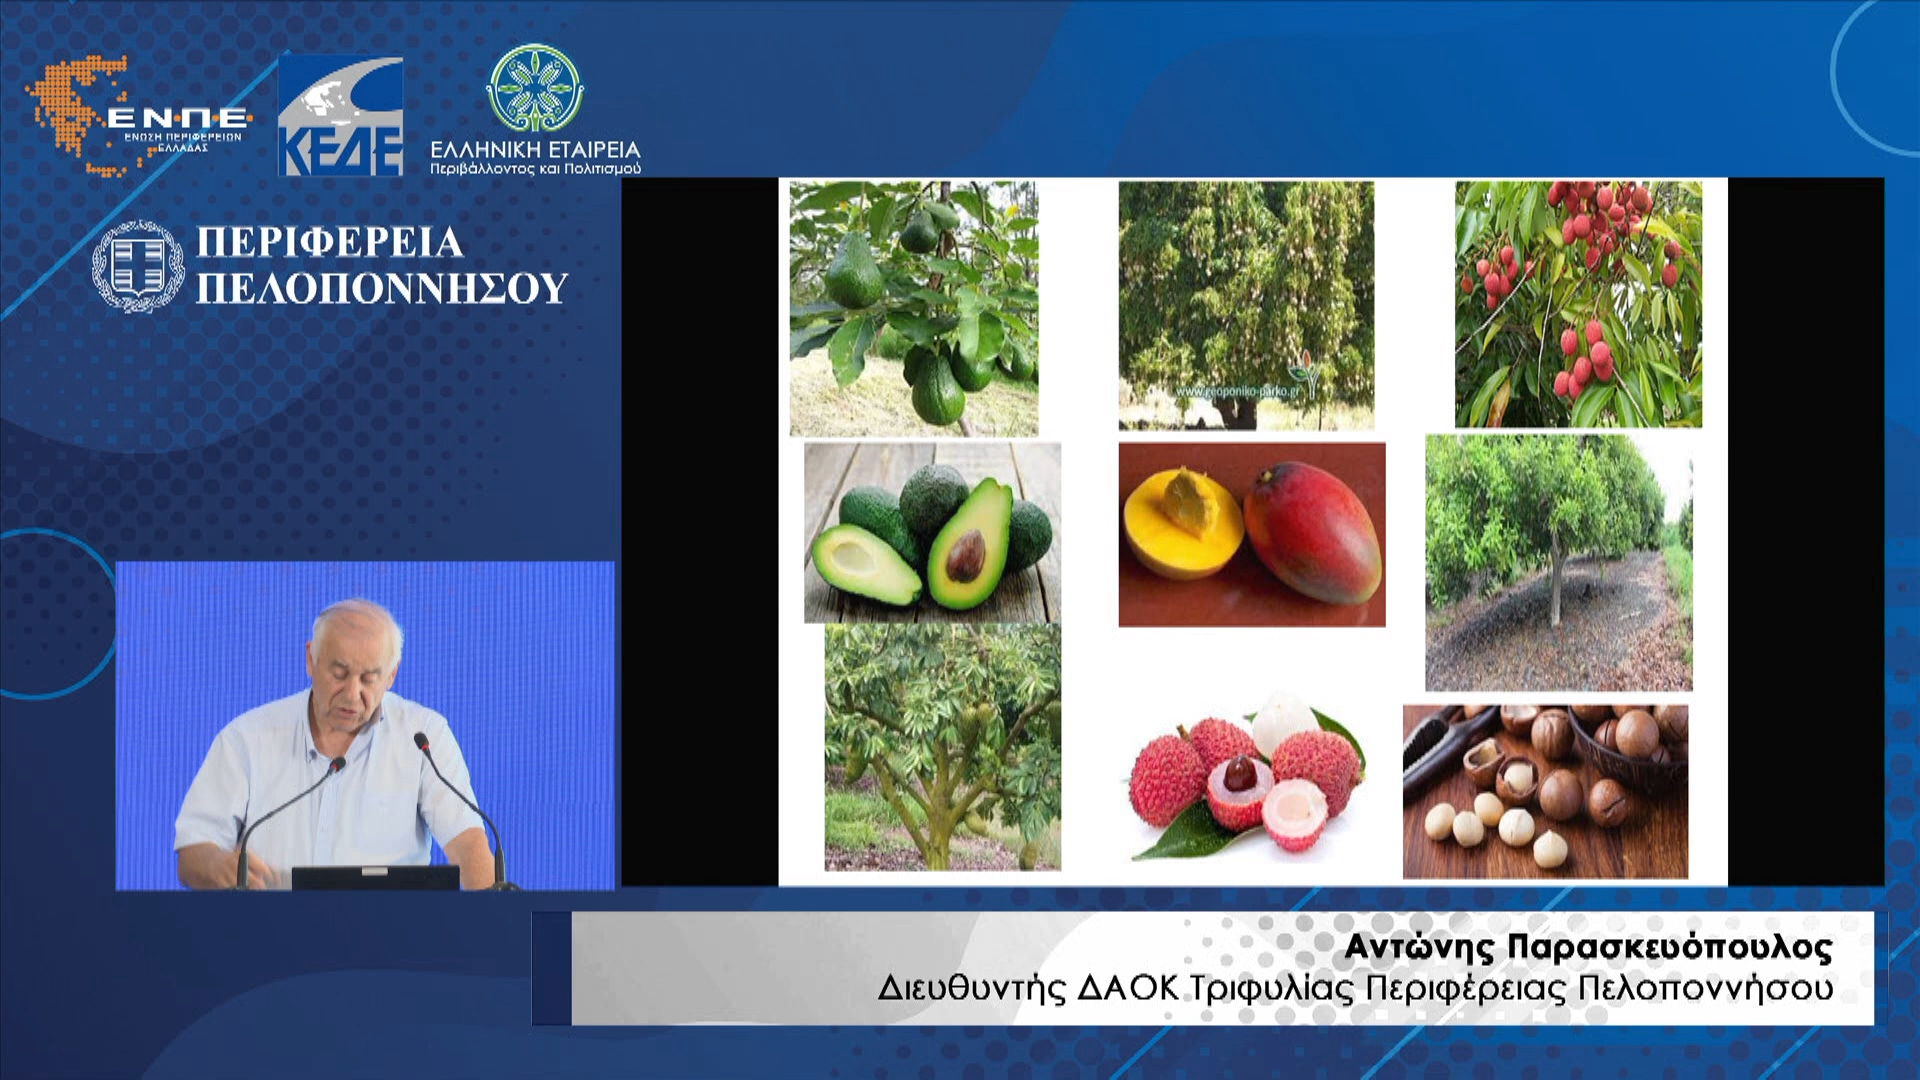 ΕΝ·Π·Ε
ΕΝΩΣΗ ΠΕΡΙΦΕΡΕΙΩΝ
ΕΛΛΑΔΑΣ
ΚΕΔΕ
ΕΛΛΗΝΙΚΗ ΕΤΑΙΡΕΙΑ
Περιβάλλοντος και Πολιτισμού
ΠΕΡΙΦΕΡΕΙΑ
ΠΕΛΟΠΟΝΝΗΣΟΥ
www.geoponiko-parko.gr
Αντώνης Παρασκευόπουλος
Διευθυντής ΔΑΟΚ Τριφυλίας Περιφέρειας Πελοποννήσου